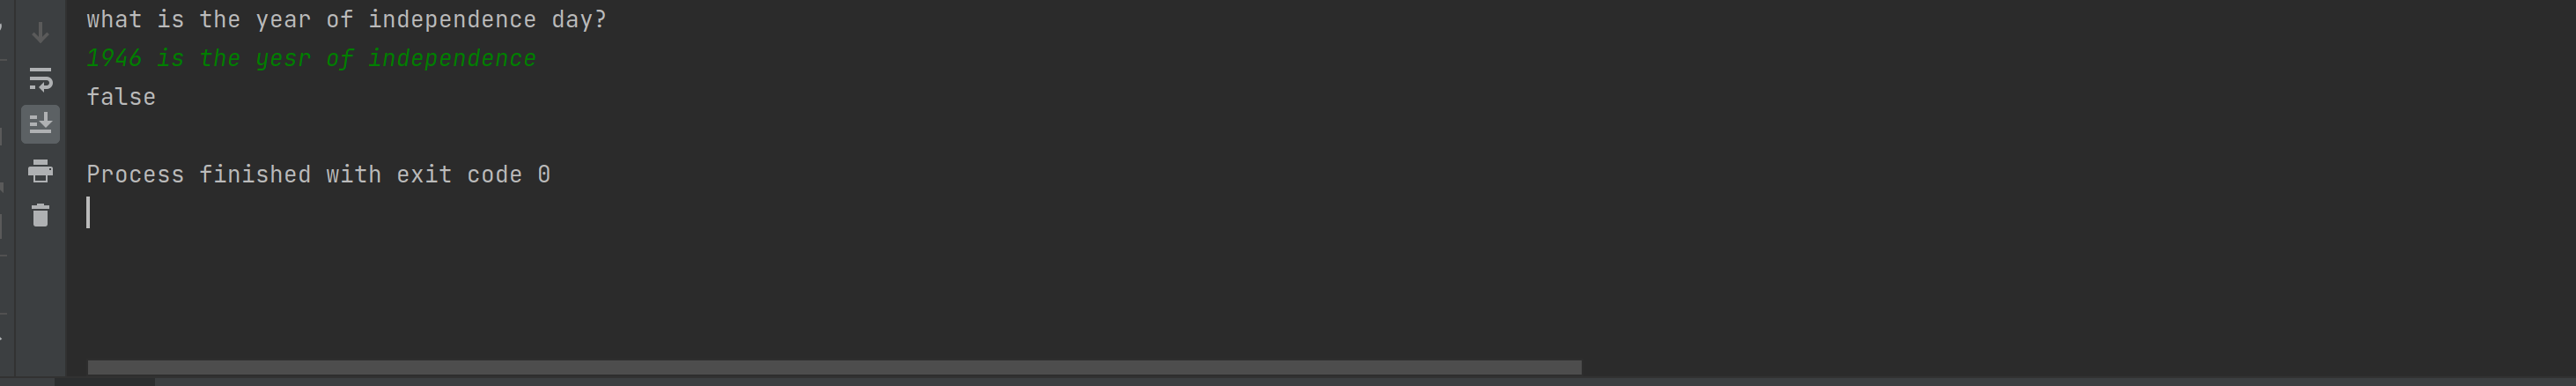 what is the year of independence day?
1946 is the yesr of independence
false
Process finished with exit code 0